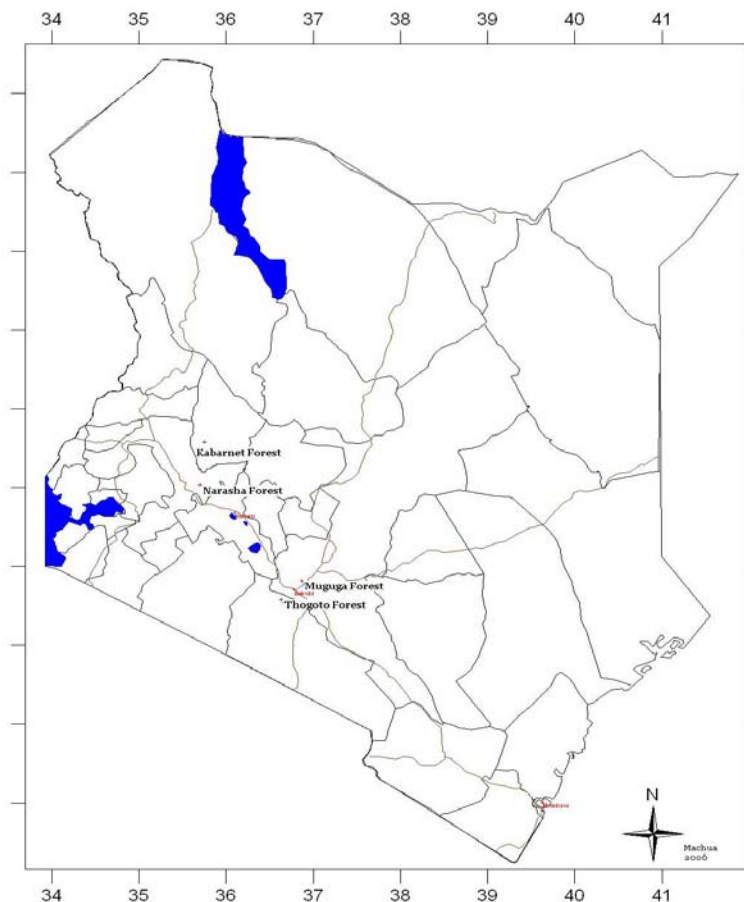 34 35 36 37 38 39 40 41
Kabarnet Forest
Narasha Forest
Muguga Forest
Thogoto Forest
N
Machua
2006
34 35 36 37 38 39 40 41